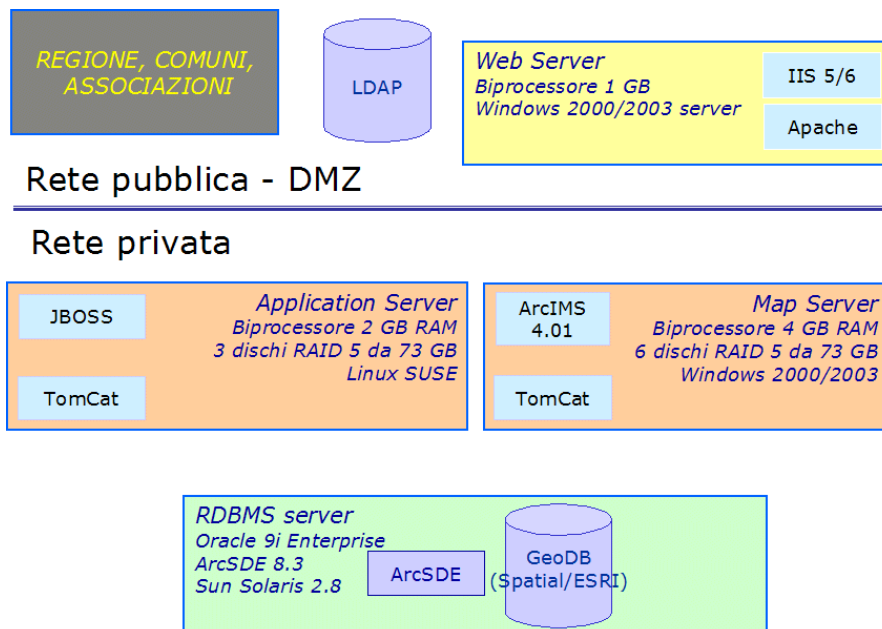 REGIONE, COMUNI,
ASSOCIAZIONI
LDAP
Web Server
Biprocessore 1 GB
Windows 2000/2003 server
IIS 5/6
Apache
Rete pubblica - DMZ
Rete privata
JBOSS
TomCat
Application Server
Biprocessore 2 GB RAM
3 dischi RAID 5 da 73 GB
Linux SUSE
ArcIMS
4.01
TomCat
Map Server
Biprocessore 4 GB RAM
6 dischi RAID 5 da 73 GB
Windows 2000/2003
RDBMS server
Oracle 9i Enterprise
ArcSDE 8.3
Sun Solaris 2.8
ArcSDE
GeoDB
(Spatial/ESRI)